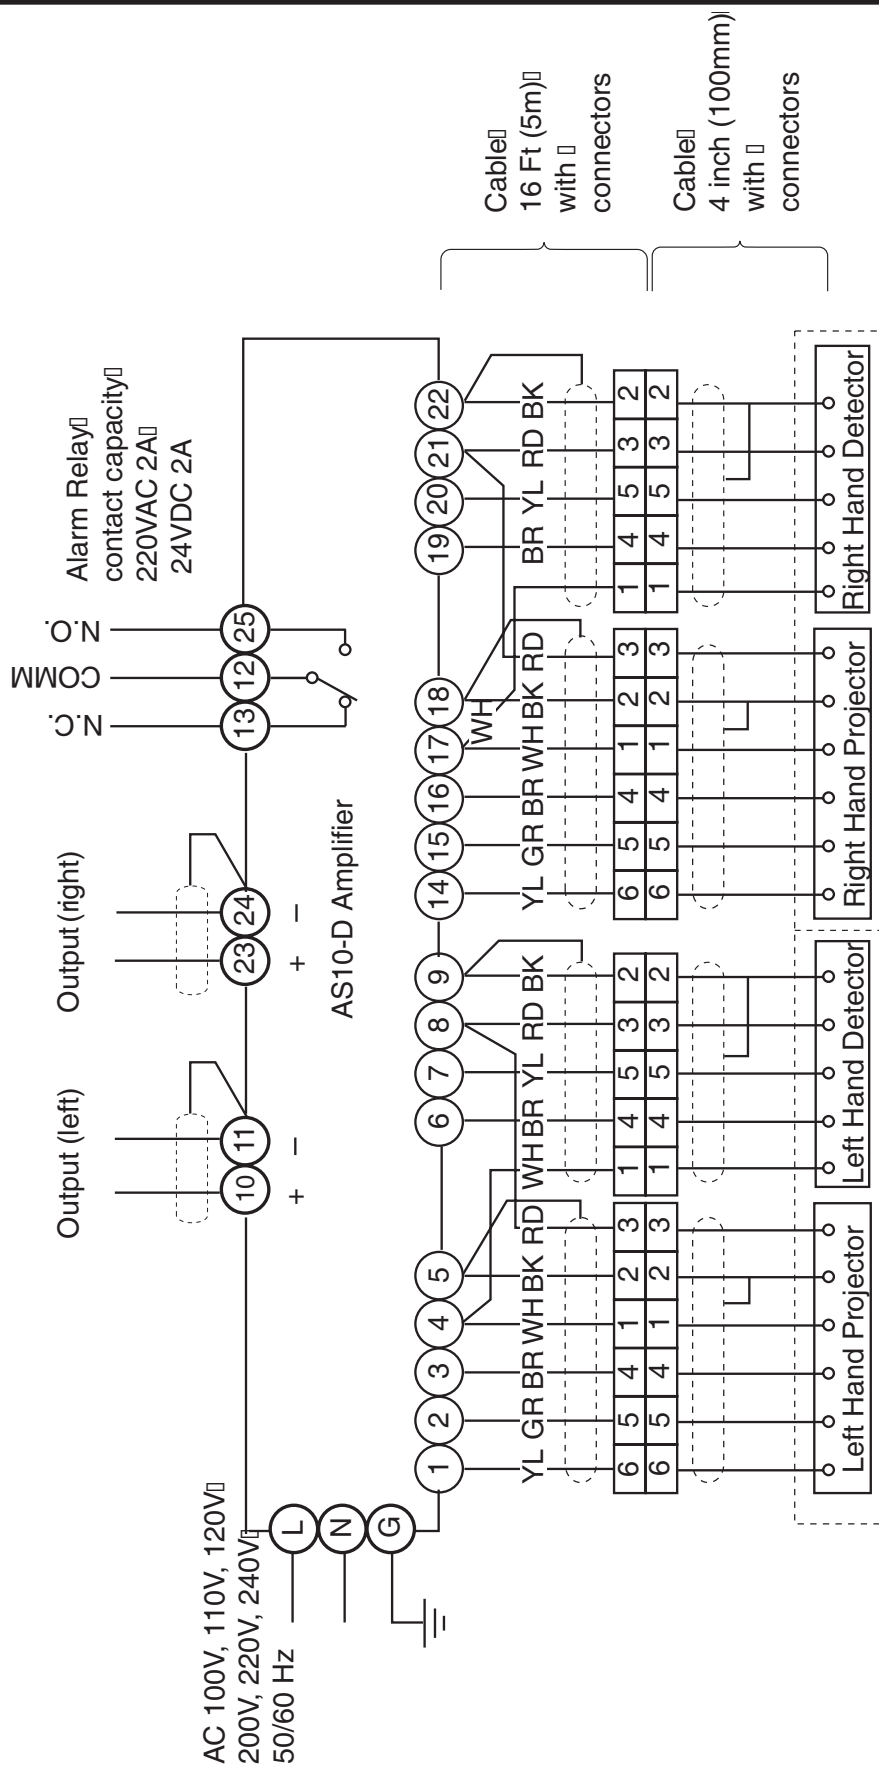 AC 100V, 110V, 120V
200V, 220V, 240V
50/60 Hz
L
N
G
Output (left)
10 11
+ −
Output (right)
23 24
+ −
AS10-D Amplifier
N.C. COMM N.O.
13 12 25
Alarm Relay
contact capacity
220VAC 2A
24VDC 2A
1 2 3 4 5 6 7 8 9 14 15 16 17 18 19 20 21 22
WH
YL GR BR WH BK RD WH BR YL RD BK YL GR BR WH BK RD BR YL RD BK
6 5 4 1 2 3 1 4 5 3 2 6 5 4 1 2 3 1 4 5 3 2
6 5 4 1 2 3 1 4 5 3 2 6 5 4 1 2 3 1 4 5 3 2
Left Hand Projector
Left Hand Detector
Right Hand Projector
Right Hand Detector
Cable
16 Ft (5m)
with
connectors
Cable
4 inch (100mm)
with
connectors